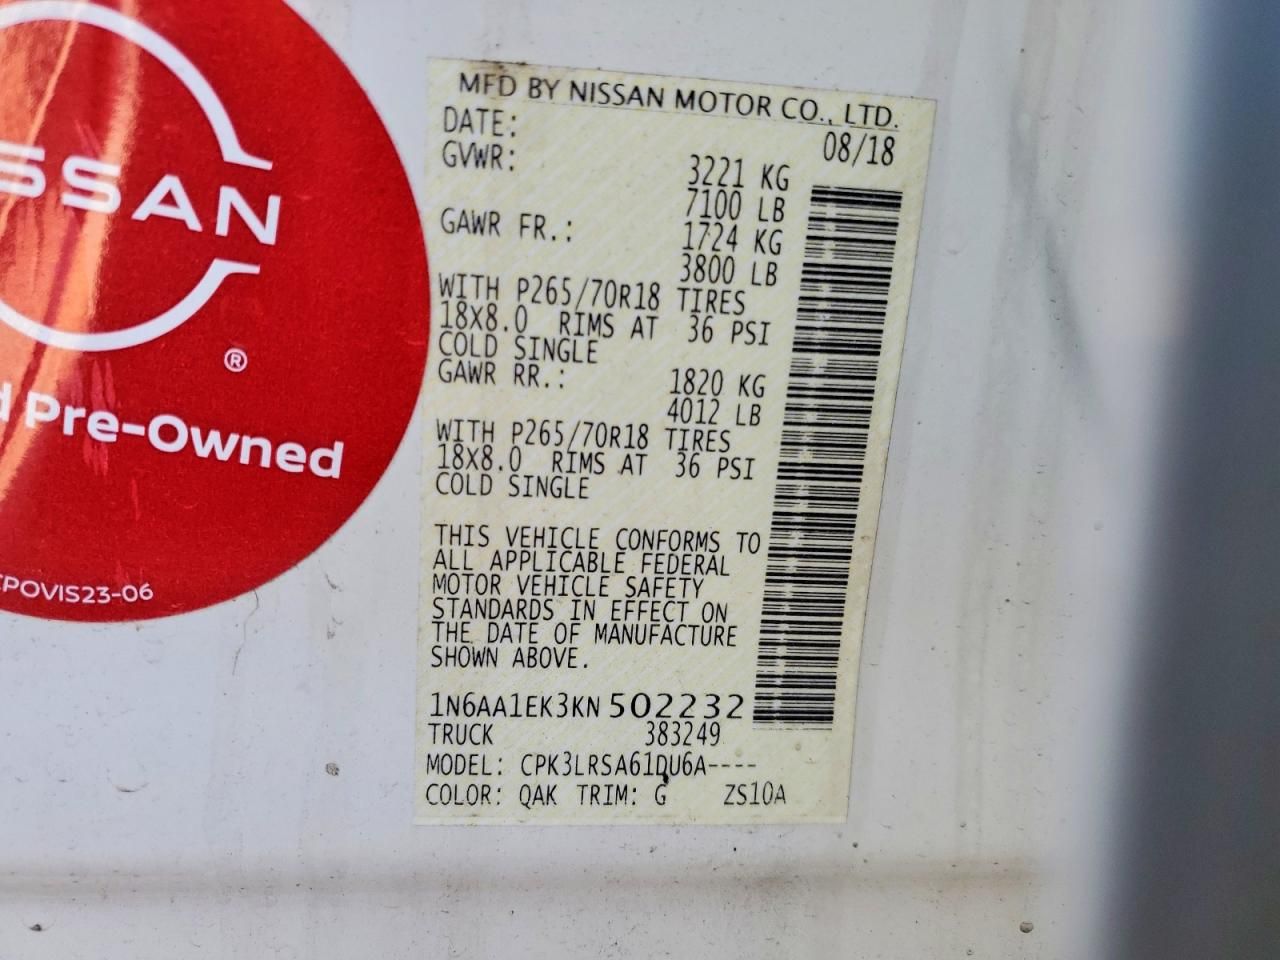 NISSAN
®
Pre-Owned
CPOVIS23-06
MFD BY NISSAN MOTOR CO., LTD.
DATE: 08/18
GVWR: 3221 KG
7100 LB
GAWR FR.: 1724 KG
3800 LB
WITH P265/70R18 TIRES
18X8.0 RIMS AT 36 PSI
COLD SINGLE
GAWR RR.: 1820 KG
4012 LB
WITH P265/70R18 TIRES
18X8.0 RIMS AT 36 PSI
COLD SINGLE
THIS VEHICLE CONFORMS TO
ALL APPLICABLE FEDERAL
MOTOR VEHICLE SAFETY
STANDARDS IN EFFECT ON
THE DATE OF MANUFACTURE
SHOWN ABOVE.
1N6AA1EK3KN502232
TRUCK 383249
MODEL: CPK3LRSA61DU6A----
COLOR: QAK TRIM: G ZS10A